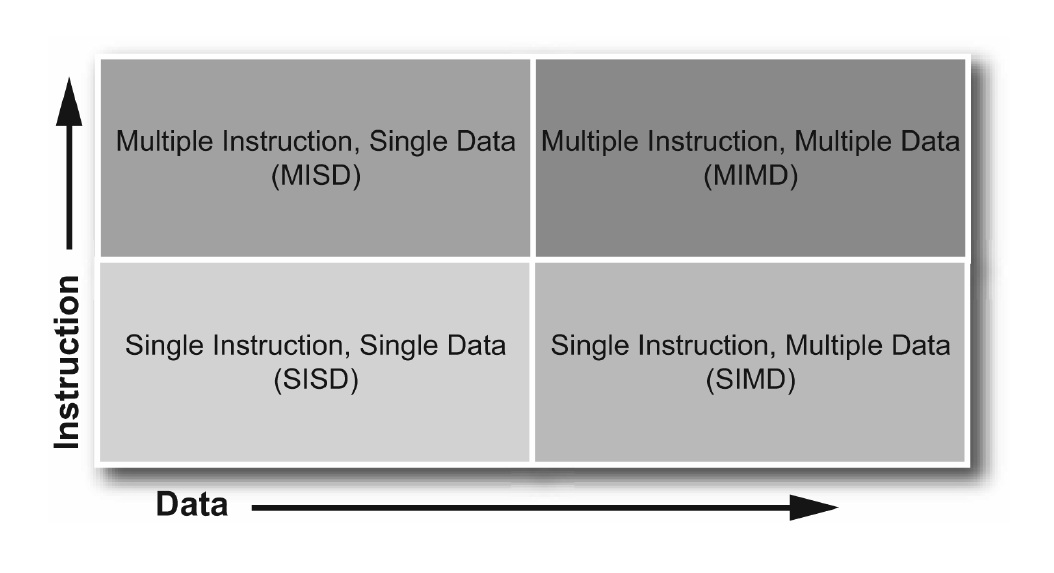 Multiple Instruction, Single Data
(MISD)
Multiple Instruction, Multiple Data
(MIMD)
Single Instruction, Single Data
(SISD)
Single Instruction, Multiple Data
(SIMD)
Instruction
Data